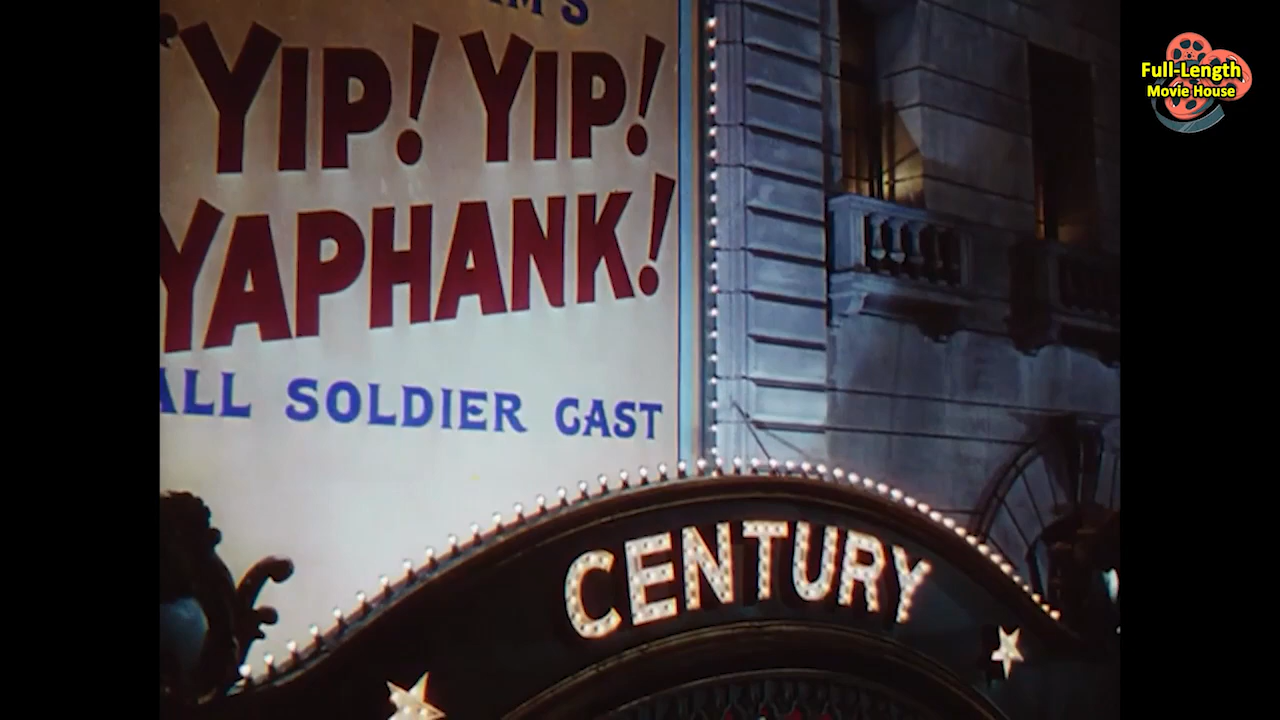 "YIP! YIP!
YAPHANK!
ALL SOLDIER CAST
CENTURY
Full-Length
Movie House